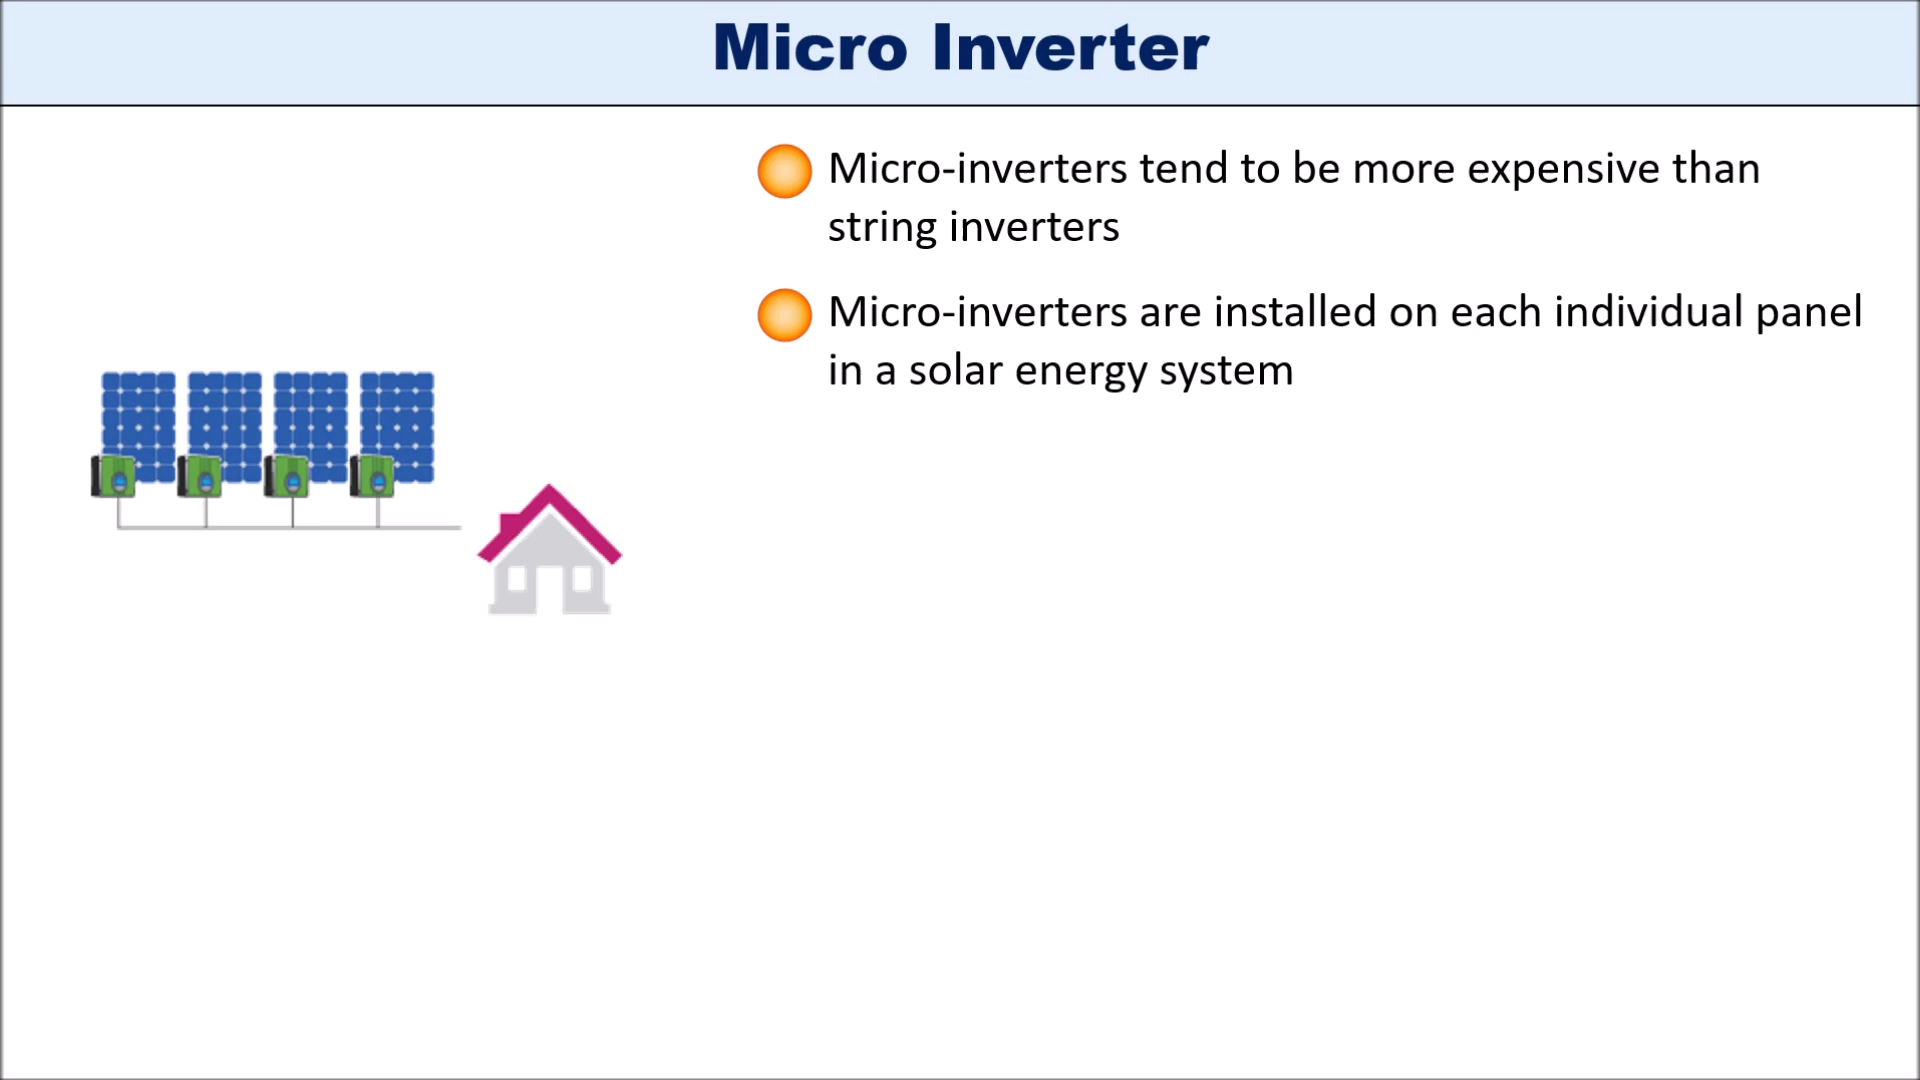 Micro Inverter
Micro-inverters tend to be more expensive than
string inverters
Micro-inverters are installed on each individual panel
in a solar energy system